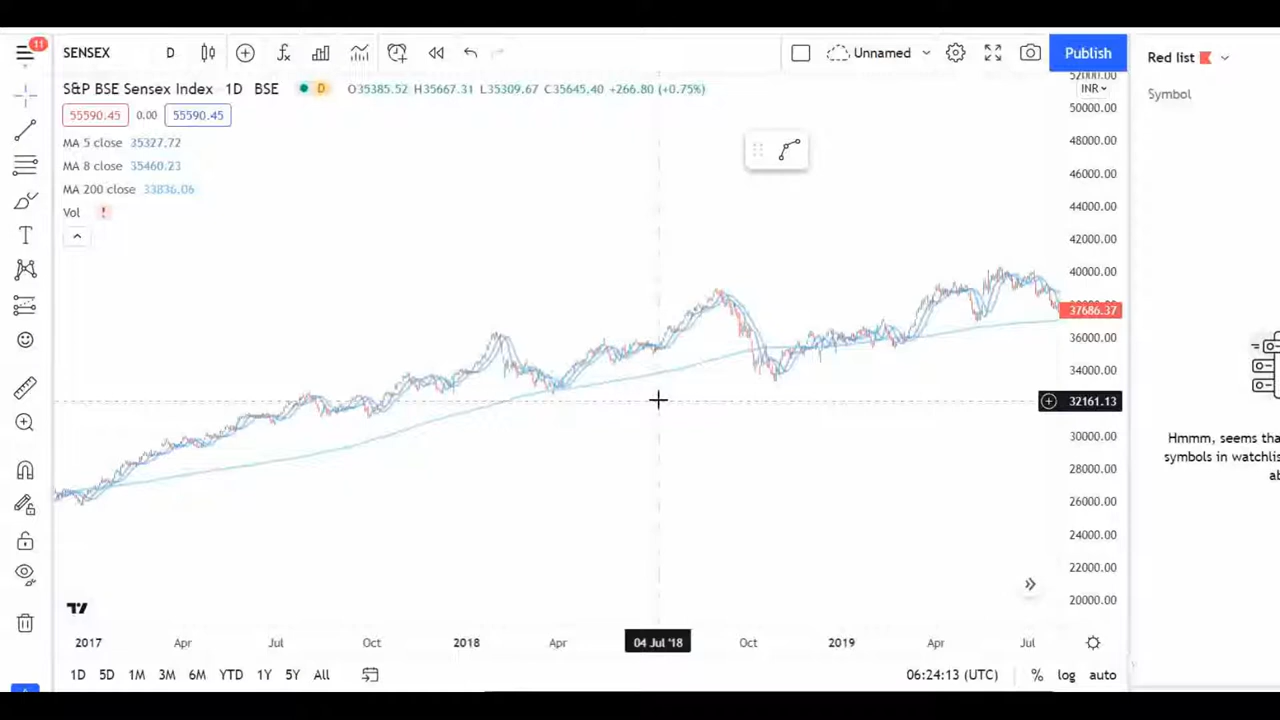 11
SENSEX D Unnamed Publish
S&P BSE Sensex Index 1D BSE D O35385.52 H35667.31 L35309.67 C35645.40 +266.80 (+0.75%)
55590.45 0.00 55590.45
MA 5 close 35327.72
MA 8 close 35460.23
MA 200 close 33836.06
Vol !
T
52000.00
INR
50000.00
48000.00
46000.00
44000.00
42000.00
40000.00
37686.37
36000.00
34000.00
32161.13
30000.00
28000.00
26000.00
24000.00
22000.00
20000.00
2017 Apr Jul Oct 2018 Apr 04 Jul '18 Oct 2019 Apr Jul
1D 5D 1M 3M 6M YTD 1Y 5Y All 06:24:13 (UTC) % log auto
Red list
Symbol
Hmmm, seems tha
symbols in watchlis